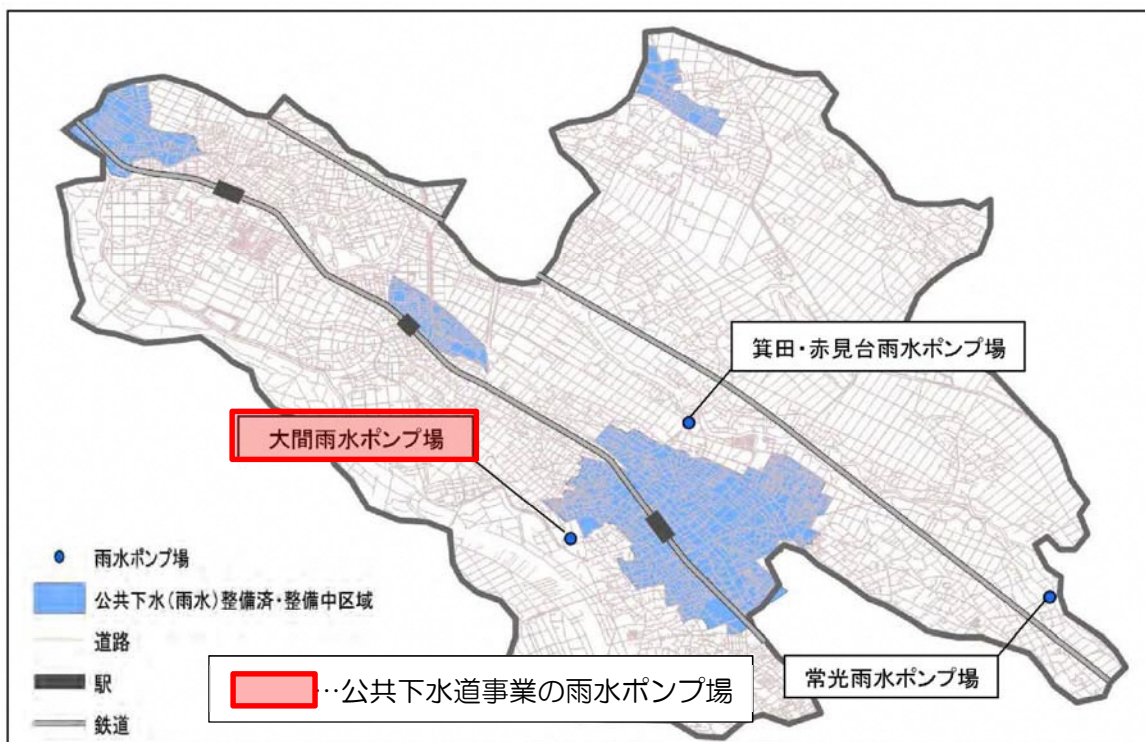 箕田・赤見台雨水ポンプ場
大間雨水ポンプ場
常光雨水ポンプ場
雨水ポンプ場
公共下水(雨水)整備済・整備中区域
道路
駅
鉄道
…公共下水道事業の雨水ポンプ場